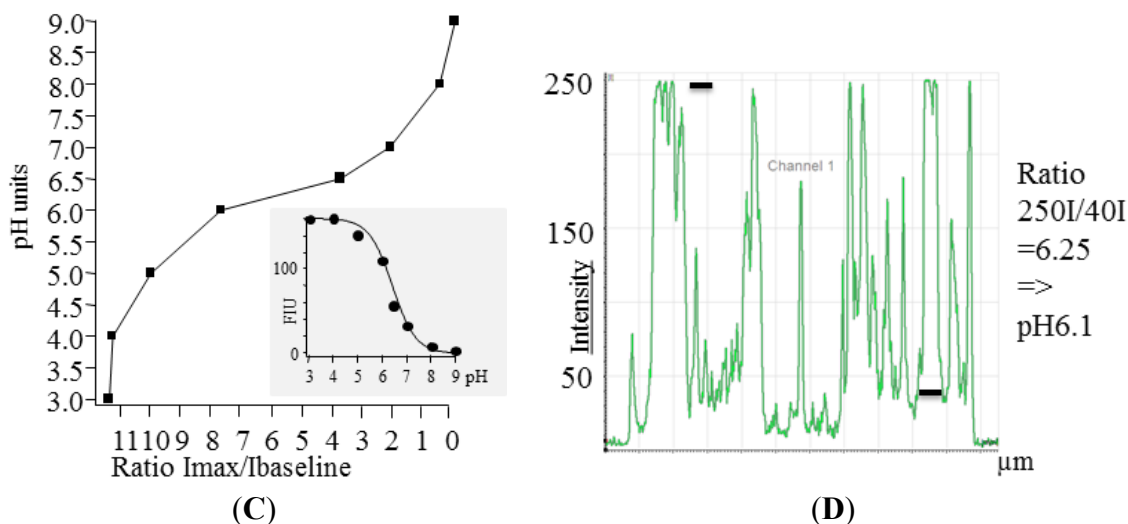 9.0
8.5
8.0
7.5
7.0
6.5
6.0
5.5
5.0
4.5
4.0
3.5
3.0
pH units
11 10 9 8 7 6 5 4 3 2 1 0
Ratio Imax/Ibaseline
100
0
FIU
3 4 5 6 7 8 9 pH
(C)
250
150
50
Intensity
Channel 1
µm
Ratio
250I/40I
=6.25
=>
pH6.1
(D)